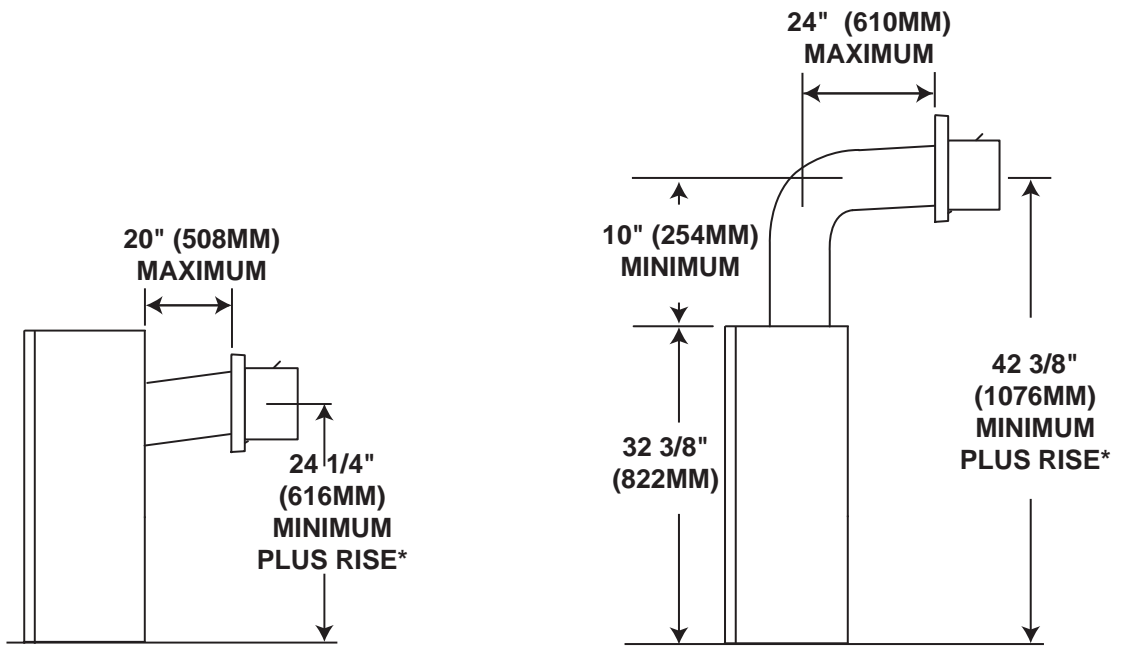 20" (508MM)
MAXIMUM
24 1/4"
(616MM)
MINIMUM
PLUS RISE*
24" (610MM)
MAXIMUM
10" (254MM)
MINIMUM
32 3/8"
(822MM)
42 3/8"
(1076MM)
MINIMUM
PLUS RISE*